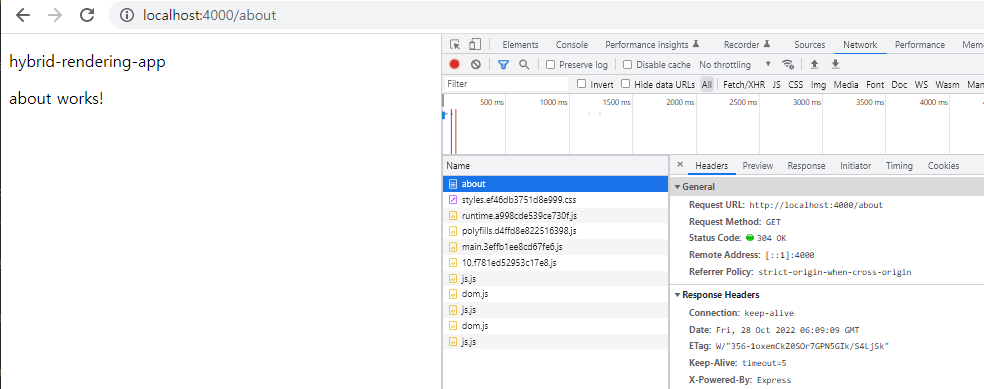 localhost:4000/about
hybrid-rendering-app
about works!
Elements Console Performance insights Recorder Sources Network Performance Mem
Preserve log Disable cache No throttling
Filter Invert Hide data URLs All Fetch/XHR JS CSS Img Media Font Doc WS Wasm Man
500 ms 1000 ms 1500 ms 2000 ms 2500 ms 3000 ms 3500 ms 4000 ms
Name
about
styles.ef46db3751d8e999.css
runtime.a998cde539ce730f.js
polyfills.d4ffd8e822516398.js
main.3effb1ee8cd67fe6.js
10.f781ed52953c17e8.js
js.js
dom.js
js.js
dom.js
js.js
× Headers Preview Response Initiator Timing Cookies
General
Request URL: http://localhost:4000/about
Request Method: GET
Status Code: 304 OK
Remote Address: [::1]:4000
Referrer Policy: strict-origin-when-cross-origin
Response Headers
Connection: keep-alive
Date: Fri, 28 Oct 2022 06:09:09 GMT
ETag: W/"356-1oxemCkZ0SOr7GPN5GIk/S4LjSk"
Keep-Alive: timeout=5
X-Powered-By: Express